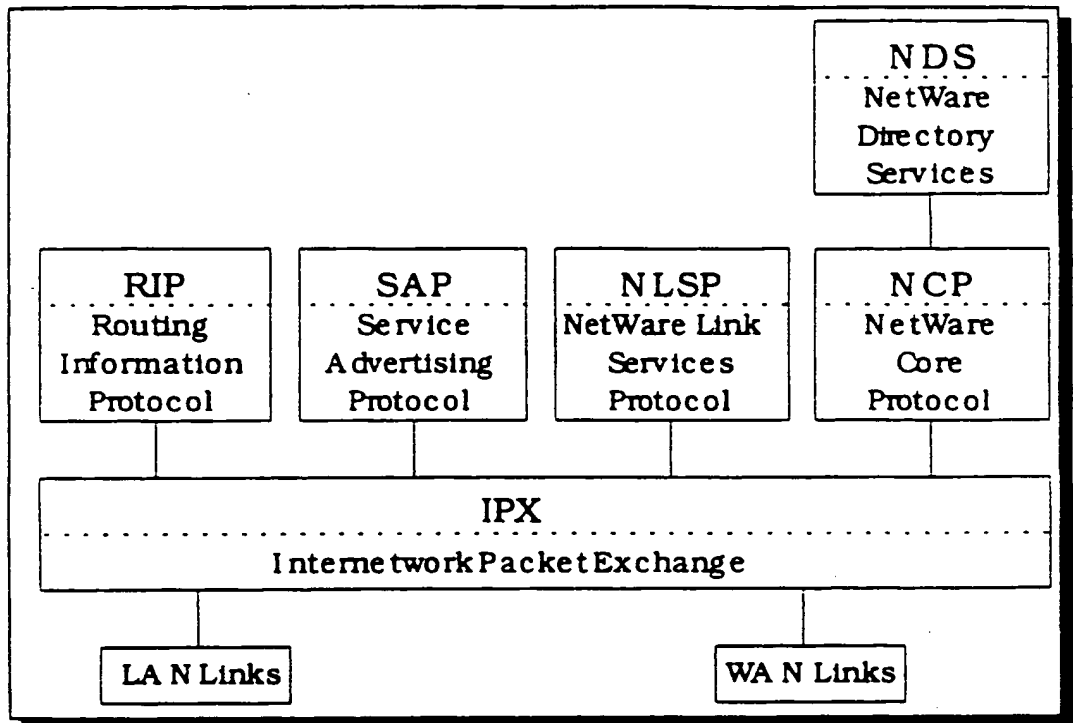 NDS
NetWare
Directory
Services
RIP
Routing
Information
Protocol
SAP
Service
Advertising
Protocol
NLSP
NetWare Link
Services
Protocol
NCP
NetWare
Core
Protocol
IPX
Internetwork Packet Exchange
LAN Links
WAN Links